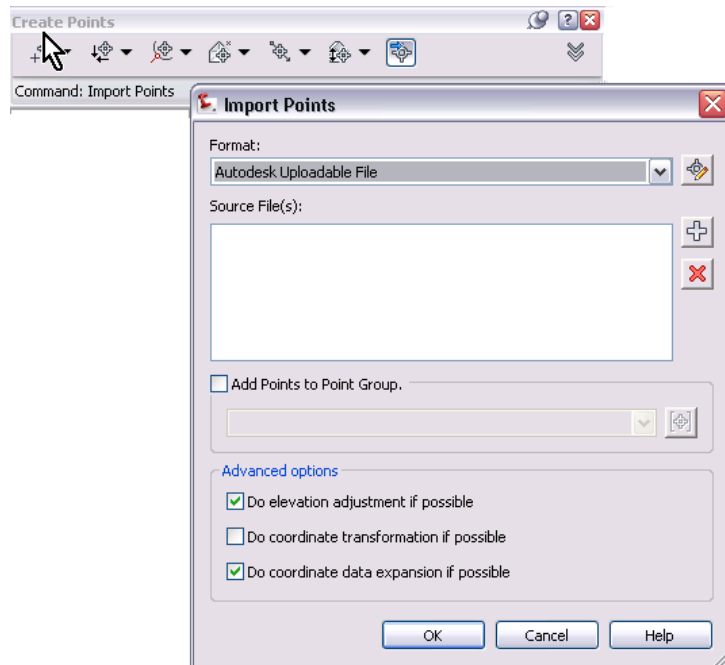 Create Points
Command: Import Points
Import Points
Format:
Autodesk Uploadable File
Source File(s):
Add Points to Point Group.
Advanced options
Do elevation adjustment if possible
Do coordinate transformation if possible
Do coordinate data expansion if possible
OK Cancel Help